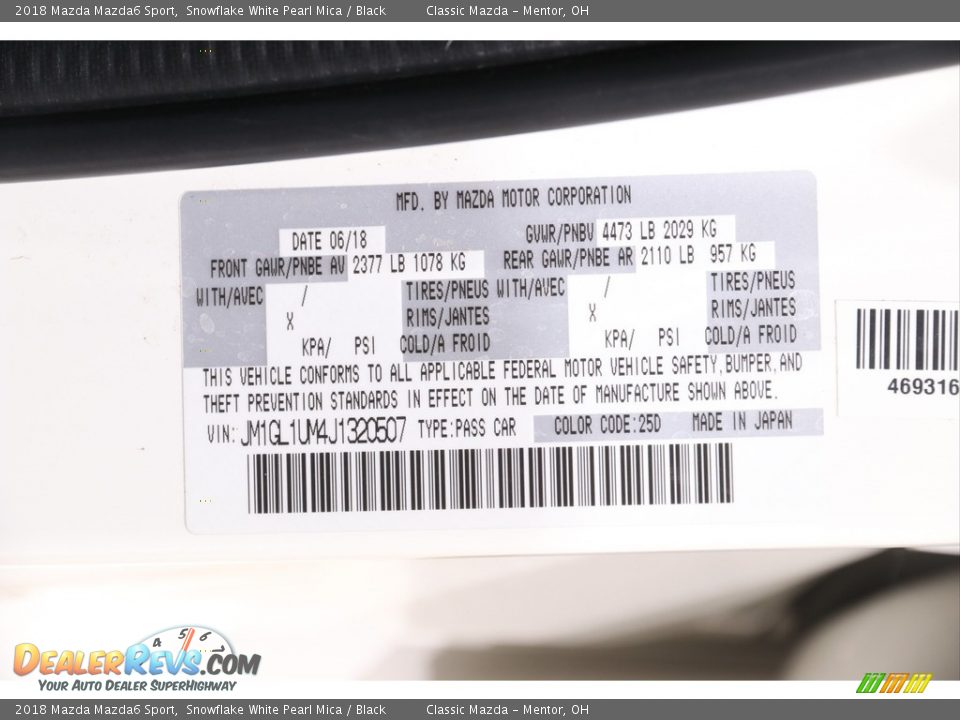 2018 Mazda Mazda6 Sport, Snowflake White Pearl Mica / Black Classic Mazda – Mentor, OH
MFD. BY MAZDA MOTOR CORPORATION
DATE 06/18 GVWR/PNBV 4473 LB 2029 KG
FRONT GAWR/PNBE AV 2377 LB 1078 KG REAR GAWR/PNBE AR 2110 LB 957 KG
WITH/AVEC / TIRES/PNEUS WITH/AVEC / TIRES/PNEUS
X RIMS/JANTES X RIMS/JANTES
KPA/ PSI COLD/A FROID KPA/ PSI COLD/A FROID
THIS VEHICLE CONFORMS TO ALL APPLICABLE FEDERAL MOTOR VEHICLE SAFETY,BUMPER,AND
THEFT PREVENTION STANDARDS IN EFFECT ON THE DATE OF MANUFACTURE SHOWN ABOVE.
VIN:JM1GL1UM4J1320507 TYPE:PASS CAR COLOR CODE:25D MADE IN JAPAN
469316
4 5 6
DEALERREVS.COM
YOUR AUTO DEALER SUPERHIGHWAY
2018 Mazda Mazda6 Sport, Snowflake White Pearl Mica / Black Classic Mazda – Mentor, OH